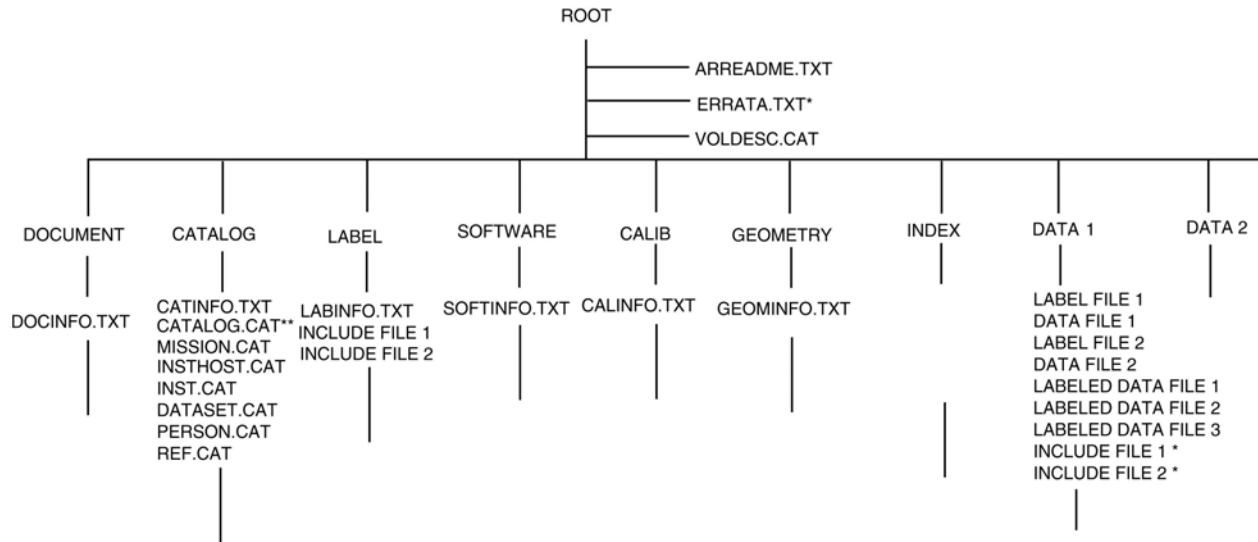 ROOT
ARREADME.TXT
ERRATA.TXT*
VOLDESC.CAT
DOCUMENT
DOCINFO.TXT
CATALOG
CATINFO.TXT
CATALOG.CAT**
MISSION.CAT
INSTHOST.CAT
INST.CAT
DATASET.CAT
PERSON.CAT
REF.CAT
LABEL
LABINFO.TXT
INCLUDE FILE 1
INCLUDE FILE 2
SOFTWARE
SOFTINFO.TXT
CALIB
CALINFO.TXT
GEOMETRY
GEOMINFO.TXT
INDEX
DATA 1
LABEL FILE 1
DATA FILE 1
LABEL FILE 2
DATA FILE 2
LABELED DATA FILE 1
LABELED DATA FILE 2
LABELED DATA FILE 3
INCLUDE FILE 1 *
INCLUDE FILE 2 *
DATA 2